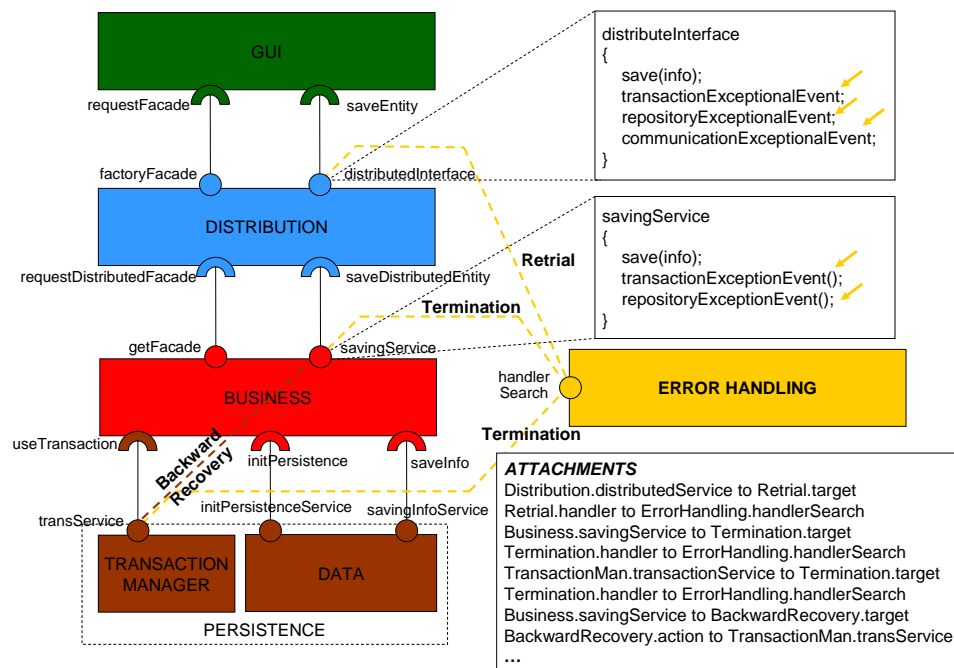 GUI
requestFacade
saveEntity
factoryFacade
distributedInterface
DISTRIBUTION
requestDistributedFacade
saveDistributedEntity
Retrial
Termination
getFacade
savingService
BUSINESS
handler
Search
ERROR HANDLING
useTransaction
Backward
Recovery
initPersistence
saveInfo
Termination
transService
initPersistenceService
savingInfoService
TRANSACTION
MANAGER
DATA
PERSISTENCE
distributeInterface
{
save(info);
transactionExceptionalEvent;
repositoryExceptionalEvent;
communicationExceptionalEvent;
}
savingService
{
save(info);
transactionExceptionEvent();
repositoryExceptionEvent();
}
ATTACHMENTS
Distribution.distributedService to Retrial.target
Retrial.handler to ErrorHandling.handlerSearch
Business.savingService to Termination.target
Termination.handler to ErrorHandling.handlerSearch
TransactionMan.transactionService to Termination.target
Termination.handler to ErrorHandling.handlerSearch
Business.savingService to BackwardRecovery.target
BackwardRecovery.action to TransactionMan.transService
...